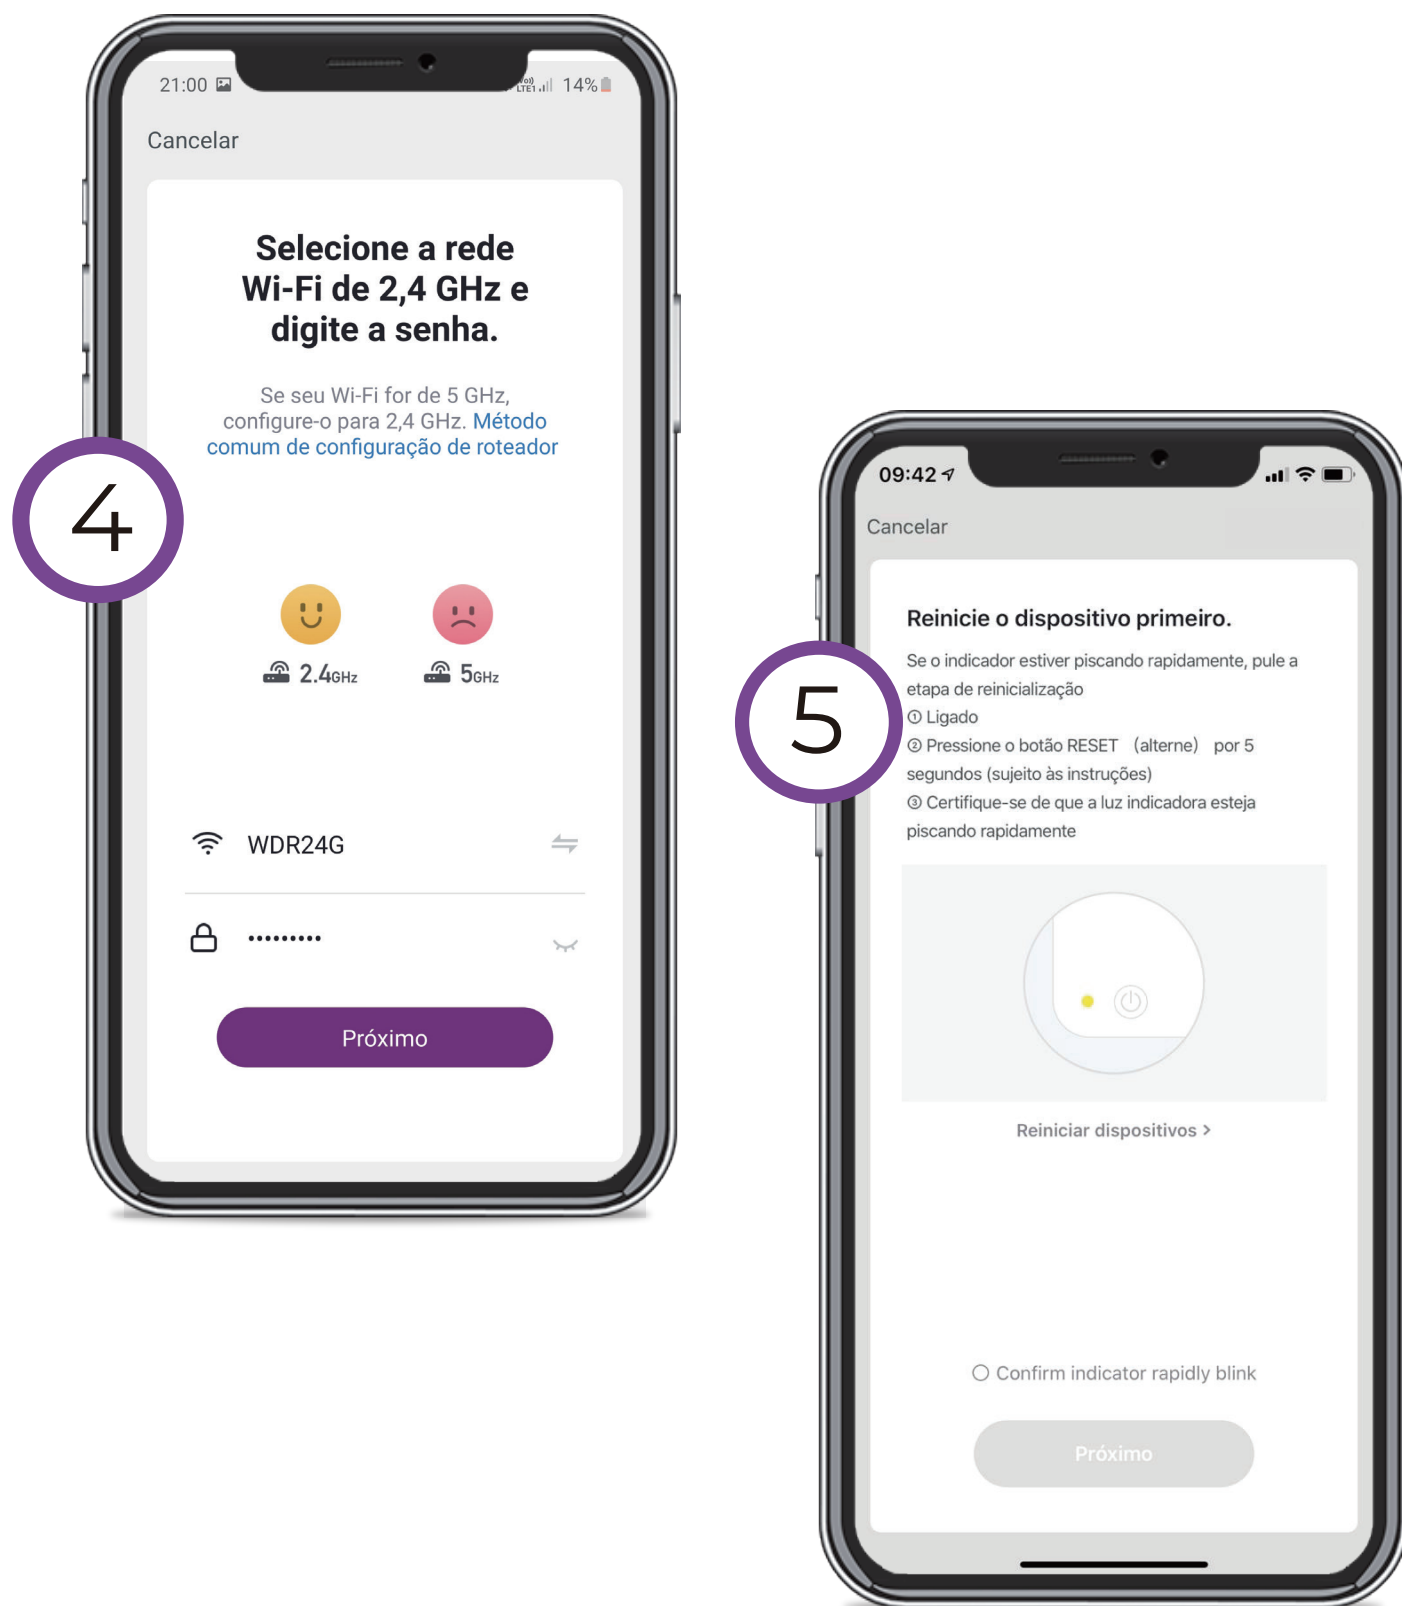 21:00
LTE1 14%
Cancelar
Selecione a rede
Wi-Fi de 2,4 GHz e
digite a senha.
Se seu Wi-Fi for de 5 GHz,
configure-o para 2,4 GHz. Método
comum de configuração de roteador
4
2.4GHz
5GHz
WDR24G
•••••••••
Próximo
09:42
Cancelar
5
Reinicie o dispositivo primeiro.
Se o indicador estiver piscando rapidamente, pule a
etapa de reinicialização
① Ligado
② Pressione o botão RESET （alterne） por 5
segundos (sujeito às instruções)
③ Certifique-se de que a luz indicadora esteja
piscando rapidamente
Reiniciar dispositivos >
Confirm indicator rapidly blink
Próximo